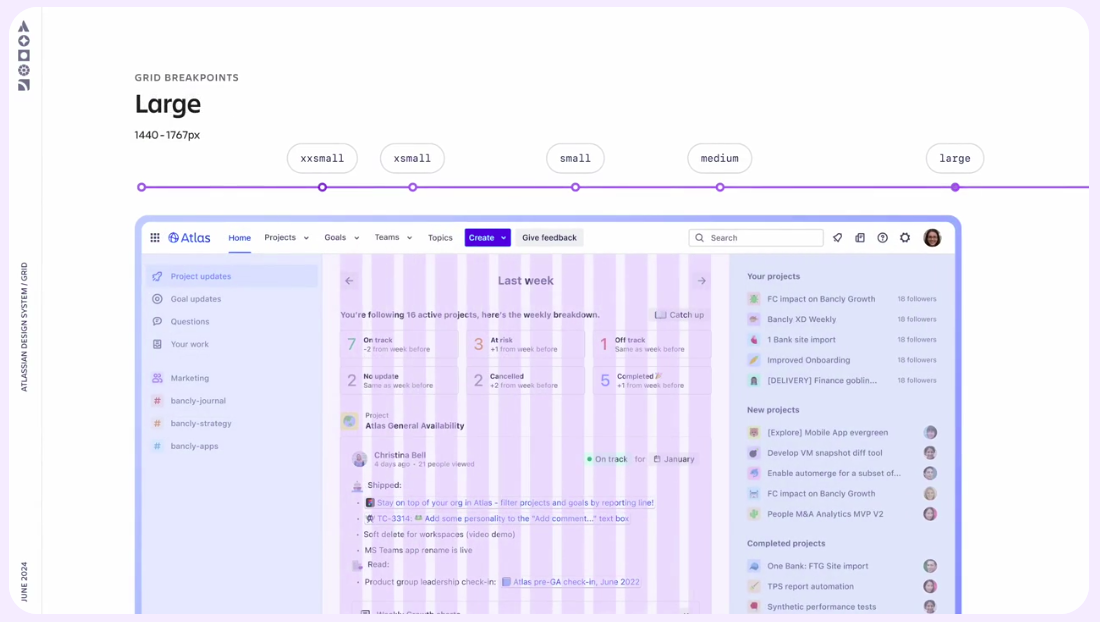 GRID BREAKPOINTS
Large
1440-1767px
xxsmall
xsmall
small
medium
large
ATLASSIAN DESIGN SYSTEM / GRID
JUNE 2024
Atlas
Home
Projects
Goals
Teams
Topics
Create
Give feedback
Search
Project updates
Goal updates
Questions
Your work
Marketing
# bancly-journal
# bancly-strategy
# bancly-apps
Last week
You're following 16 active projects, here's the weekly breakdown.
Catch up
7 On track
-2 from week before
3 At risk
+1 from week before
1 Off track
Same as week before
2 No update
Same as week before
2 Cancelled
+2 from week before
5 Completed🎉
+1 from week before
Project
Atlas General Availability
Christina Bell
4 days ago - 21 people viewed
On track for January
Shipped:
Stay on top of your org in Atlas - filter projects and goals by reporting line!
TC-3314: Add some personality to the "Add comment..." text box
Soft delete for workspaces (video demo)
MS Teams app rename is live
Read:
Product group leadership check-in: Atlas pre-GA check-in, June 2022
Your projects
FC impact on Bancly Growth 18 followers
Bancly XD Weekly 18 followers
1 Bank site import 18 followers
Improved Onboarding 18 followers
[DELIVERY] Finance goblin... 18 followers
New projects
[Explore] Mobile App evergreen
Develop VM snapshot diff tool
Enable automerge for a subset of...
FC impact on Bancly Growth
People M&A Analytics MVP V2
Completed projects
One Bank: FTG Site import
TPS report automation
Synthetic performance tests